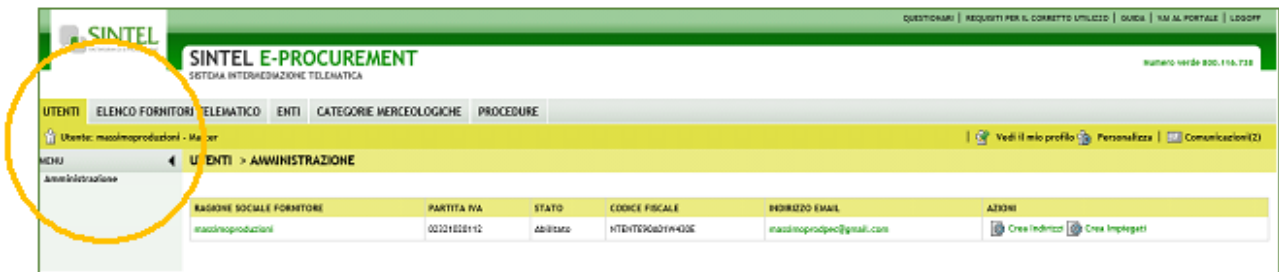 QUESTIONARI | REQUISITI PER IL CORRETTO UTILIZZO | GUIDA | VAI AL PORTALE | LOGOFF
SINTEL
SINTEL E-PROCUREMENT
SISTEMA INTERMEDIAZIONE TELEMATICA
numero verde 800.116.738
UTENTI ELENCO FORNITORI TELEMATICO ENTI CATEGORIE MERCEOLOGICHE PROCEDURE
Utente: massimoproduzioni - Master | Vedi il mio profilo Personalizza | Comunicazioni(2)
MENU UTENTI > AMMINISTRAZIONE
Amministrazione
RAGIONE SOCIALE FORNITORE PARTITA IVA STATO CODICE FISCALE INDIRIZZO EMAIL AZIONI
massimoproduzioni Abilitato massimoprodpec@gmail.com Crea Indirizzi Crea Impiegati